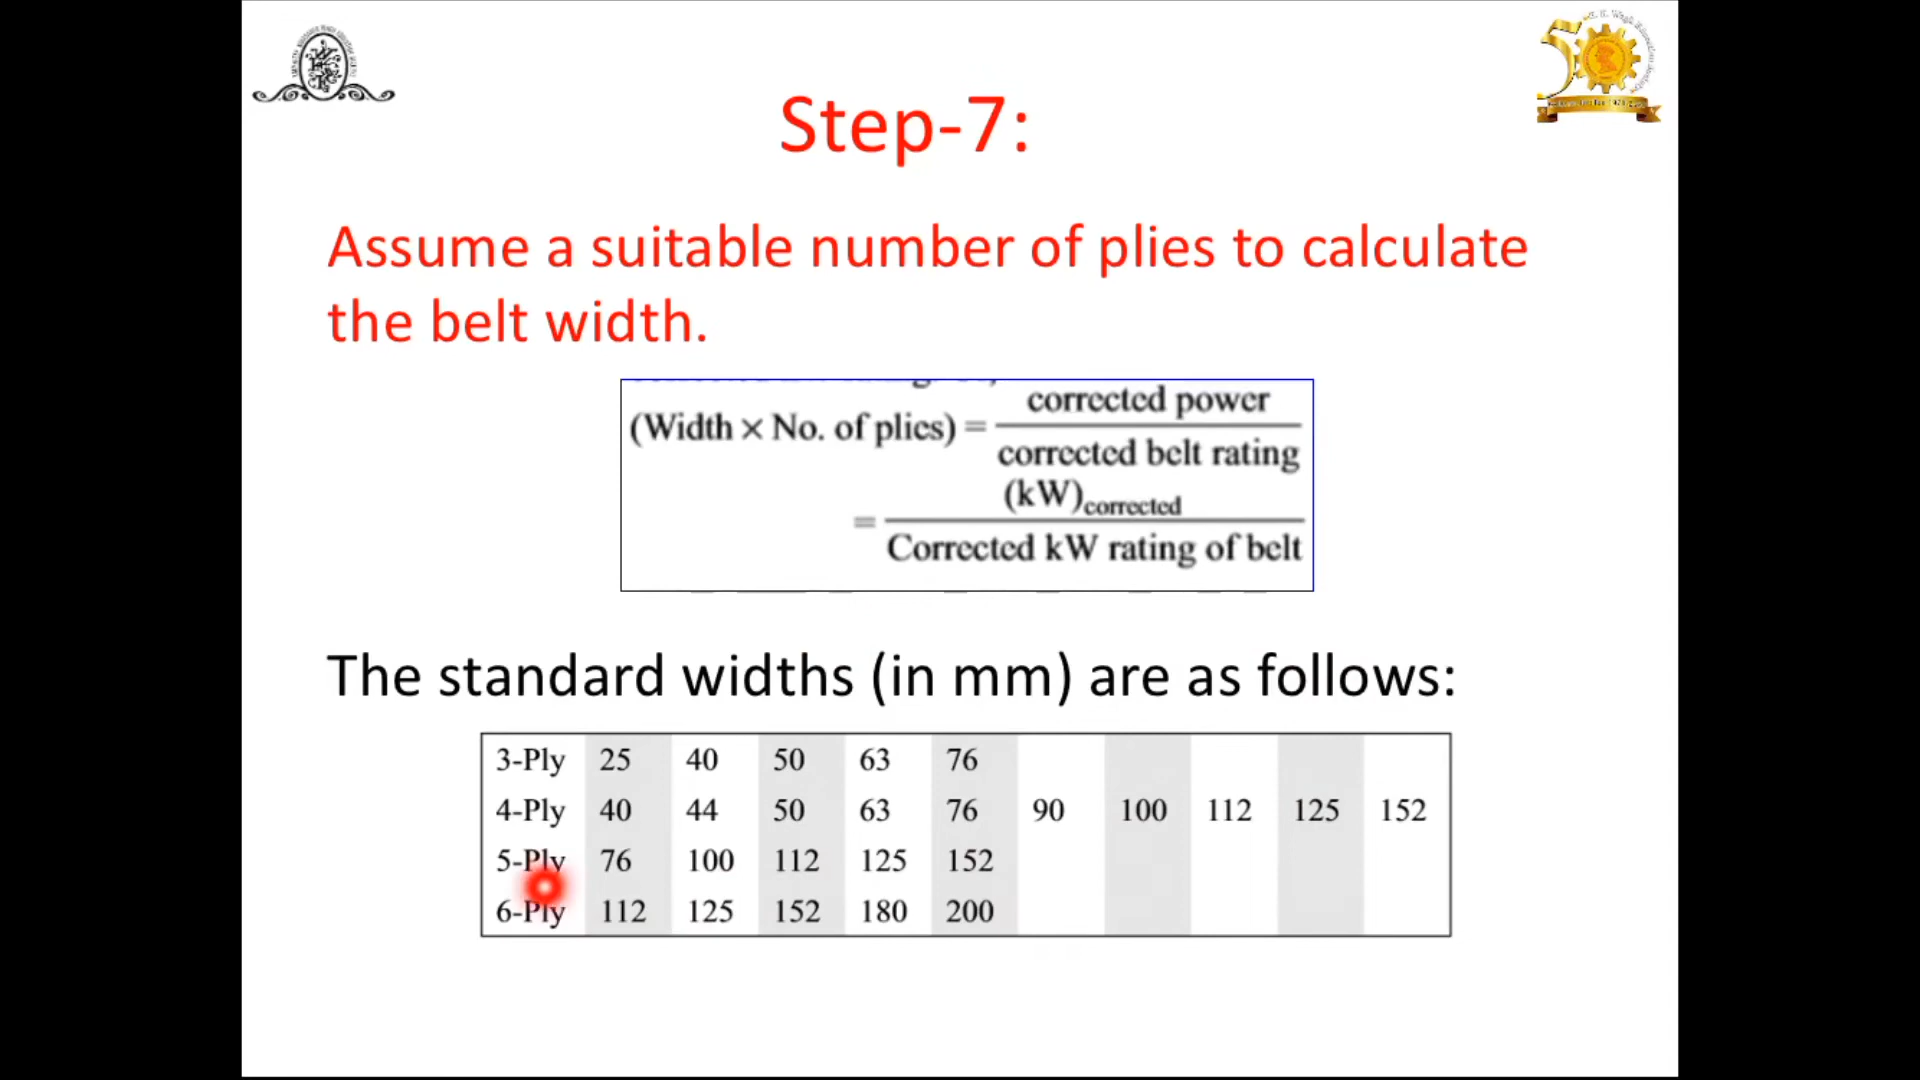 Step-7:
Assume a suitable number of plies to calculate
the belt width.
(Width × No. of plies) = corrected power
corrected belt rating
= (kW)corrected
Corrected kW rating of belt
The standard widths (in mm) are as follows:
3-Ply 25 40 50 63 76
4-Ply 40 44 50 63 76 90 100 112 125 152
5-Ply 76 100 112 125 152
6-Ply 112 125 152 180 200